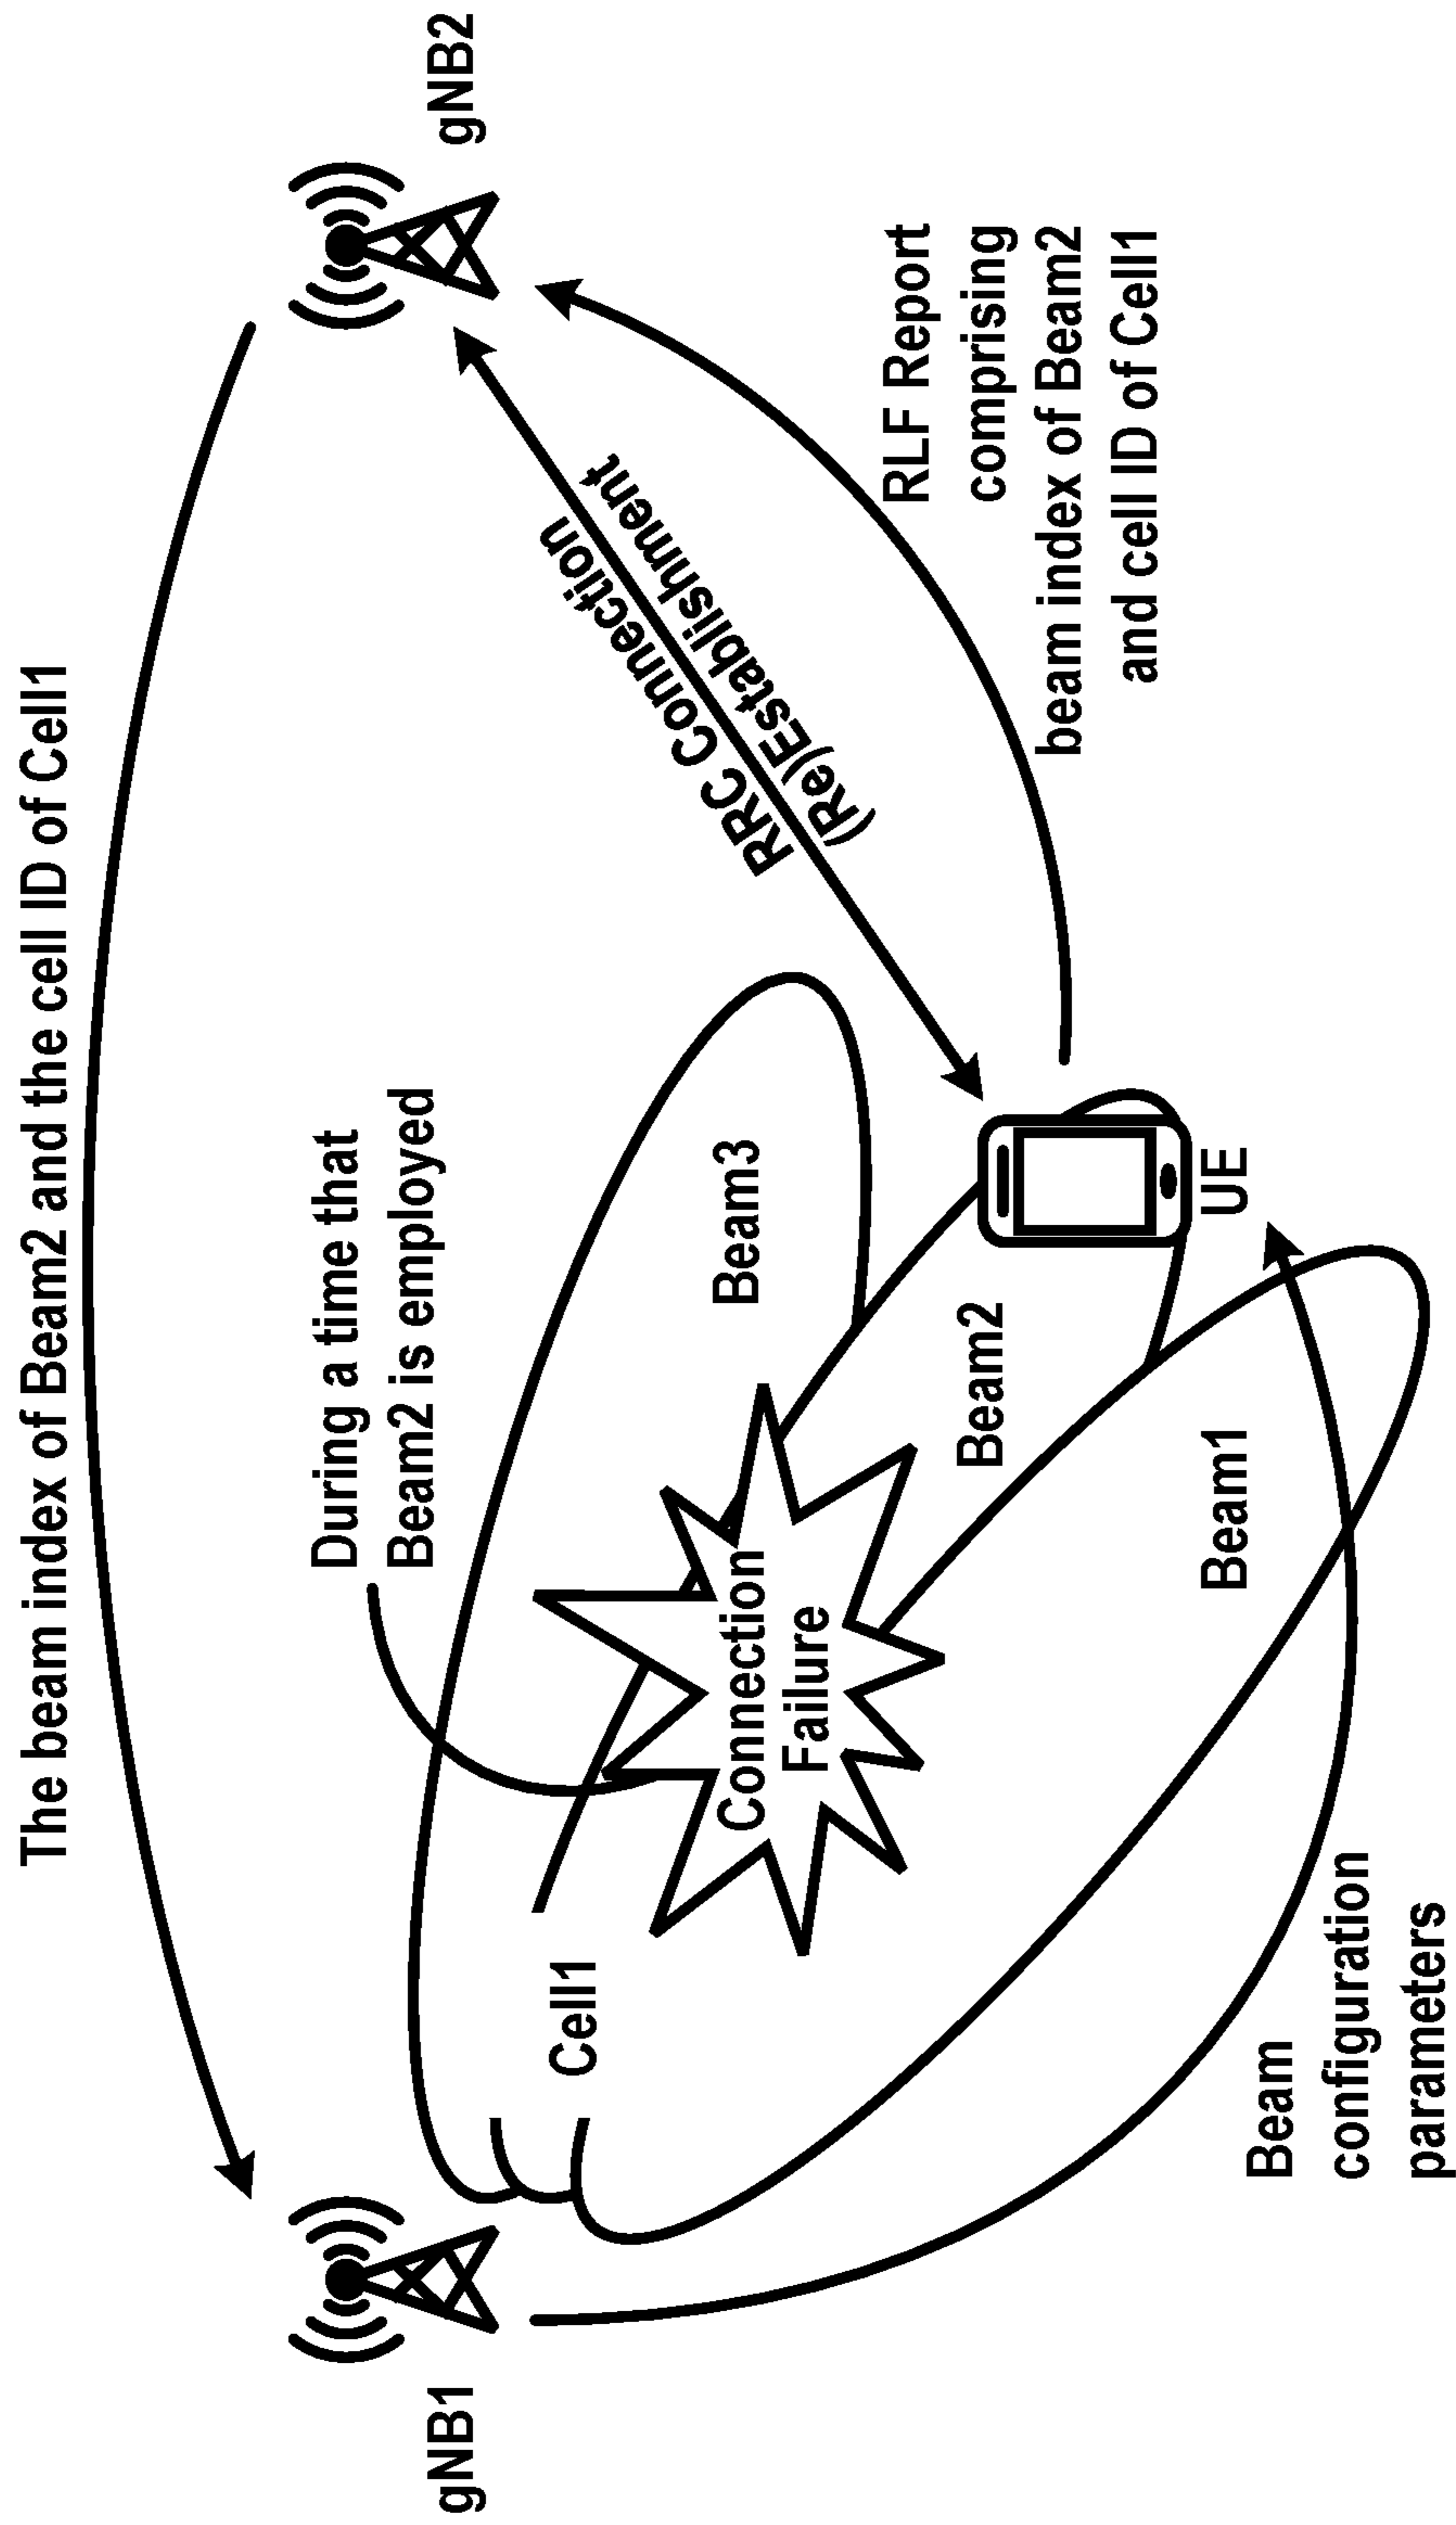 The beam index of Beam2 and the cell ID of Cell1
gNB1
gNB2
During a time that
Beam2 is employed
Cell1
Connection
Failure
Beam3
Beam2
Beam1
RRC Connection
(Re)Establishment
RLF Report
comprising
beam index of Beam2
and cell ID of Cell1
UE
Beam
configuration
parameters